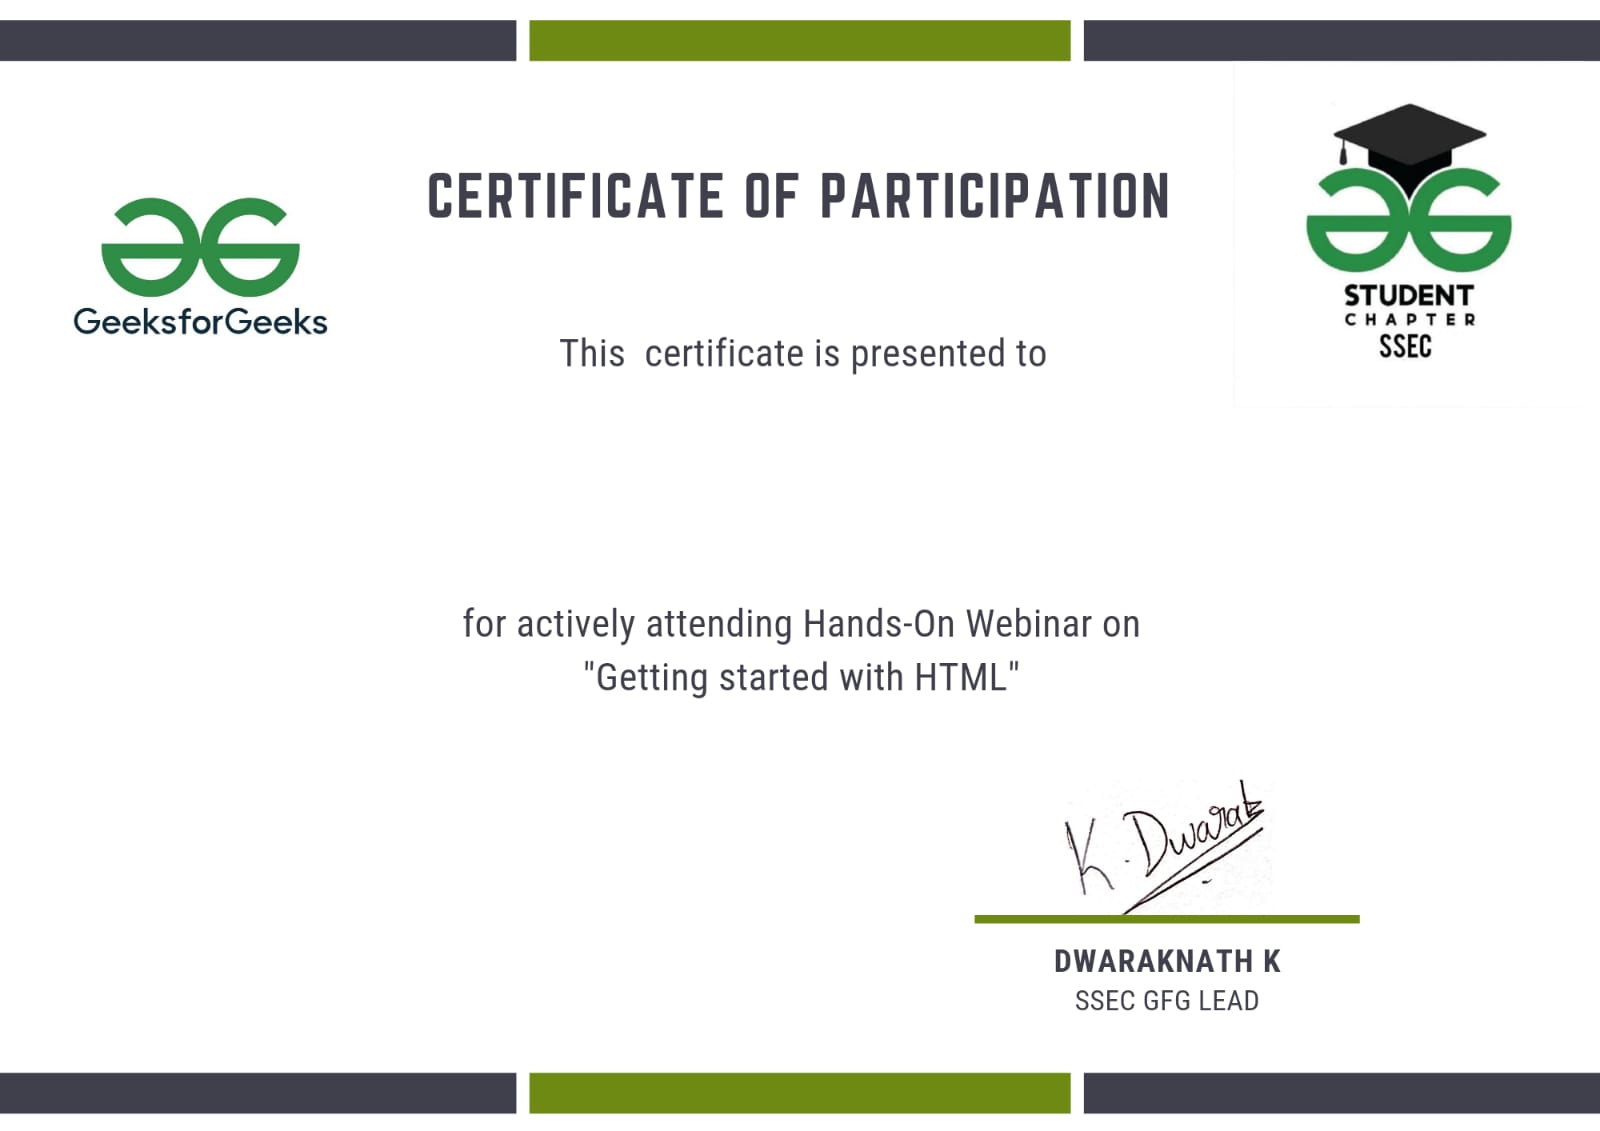 CERTIFICATE OF PARTICIPATION
GeeksforGeeks
STUDENT
CHAPTER
SSEC
This certificate is presented to
for actively attending Hands-On Webinar on
"Getting started with HTML"
K. Dwarak
DWARAKNATH K
SSEC GFG LEAD